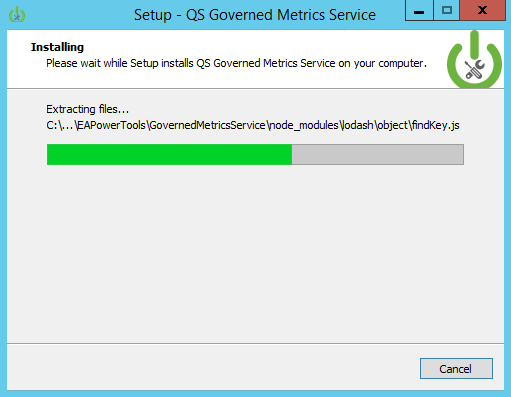 Setup - QS Governed Metrics Service
Installing
Please wait while Setup installs QS Governed Metrics Service on your computer.
Extracting files...
C:\...\EAPowerTools\GovernedMetricsService\node_modules\lodash\object\findKey.js
Cancel